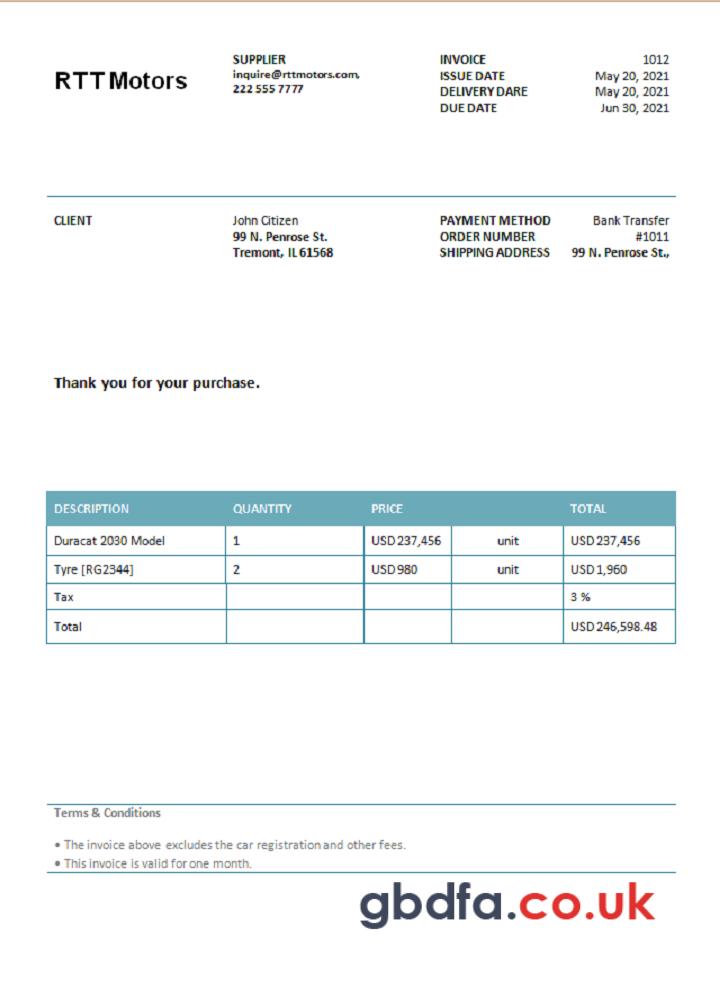 RTT Motors
SUPPLIER
inquire@rttmotors.com,
222 555 7777
INVOICE 1012
ISSUE DATE May 20, 2021
DELIVERY DARE May 20, 2021
DUE DATE Jun 30, 2021
CLIENT
John Citizen
99 N. Penrose St.
Tremont, IL 61568
PAYMENT METHOD Bank Transfer
ORDER NUMBER #1011
SHIPPING ADDRESS 99 N. Penrose St.,
Thank you for your purchase.
DESCRIPTION QUANTITY PRICE TOTAL
Duracat 2030 Model 1 USD 237,456 unit USD 237,456
Tyre [RG2344] 2 USD 980 unit USD 1,960
Tax 3 %
Total USD 246,598.48
Terms & Conditions
• The invoice above excludes the car registration and other fees.
• This invoice is valid for one month.
gbdfa.co.uk